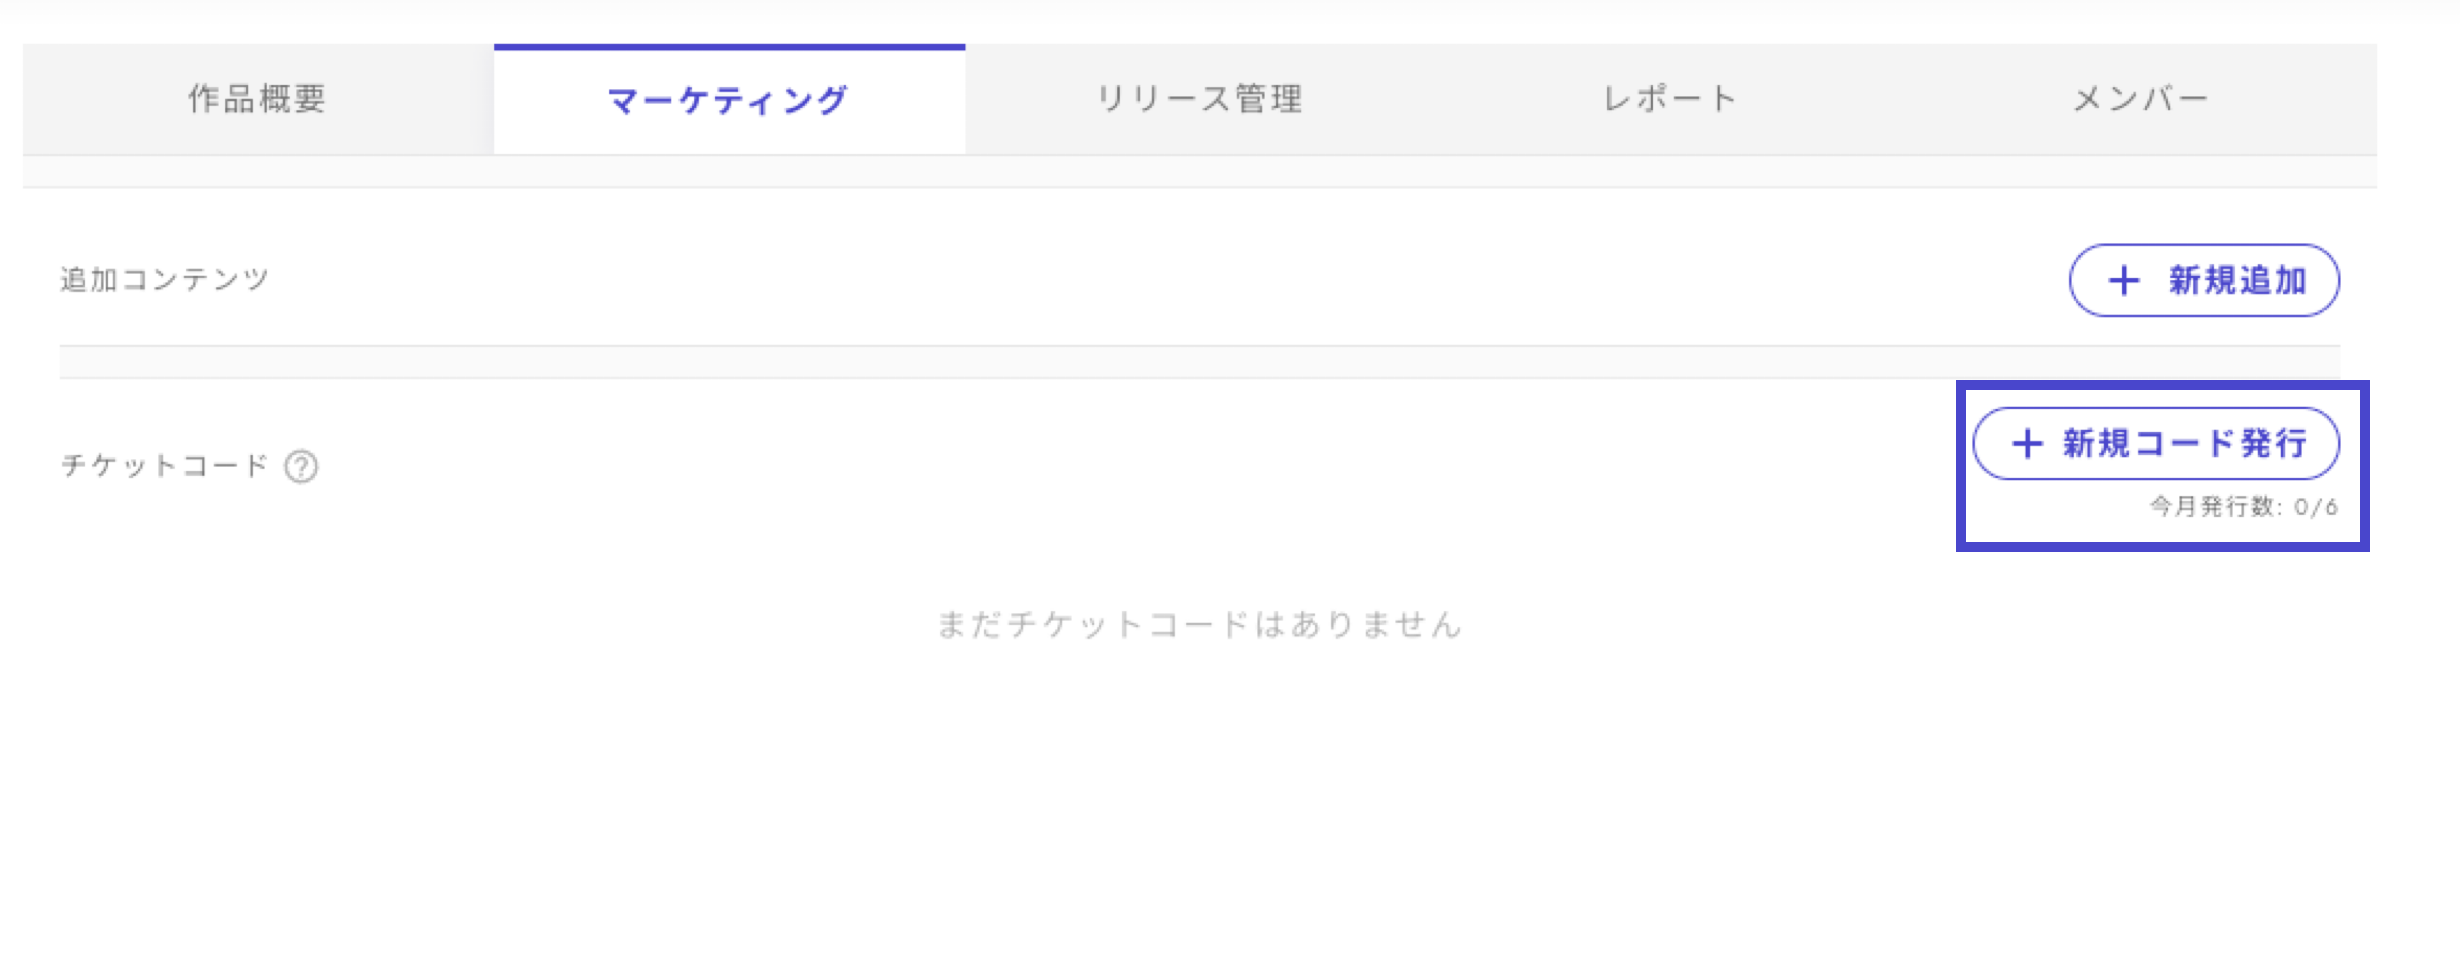 作品概要 マーケティング リリース管理 レポート メンバー
追加コンテンツ
+ 新規追加
チケットコード ?
+ 新規コード発行
今月発行数: 0/6
まだチケットコードはありません